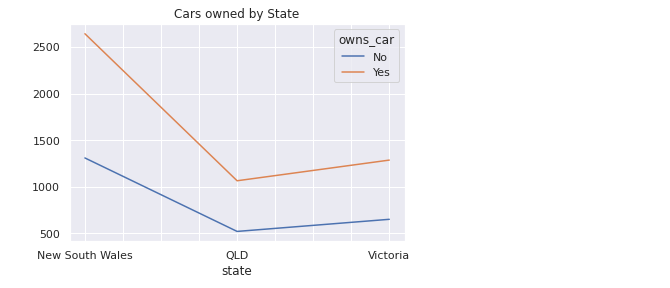 Cars owned by State
owns_car
No
Yes
2500
2000
1500
1000
500
New South Wales
QLD
Victoria
state